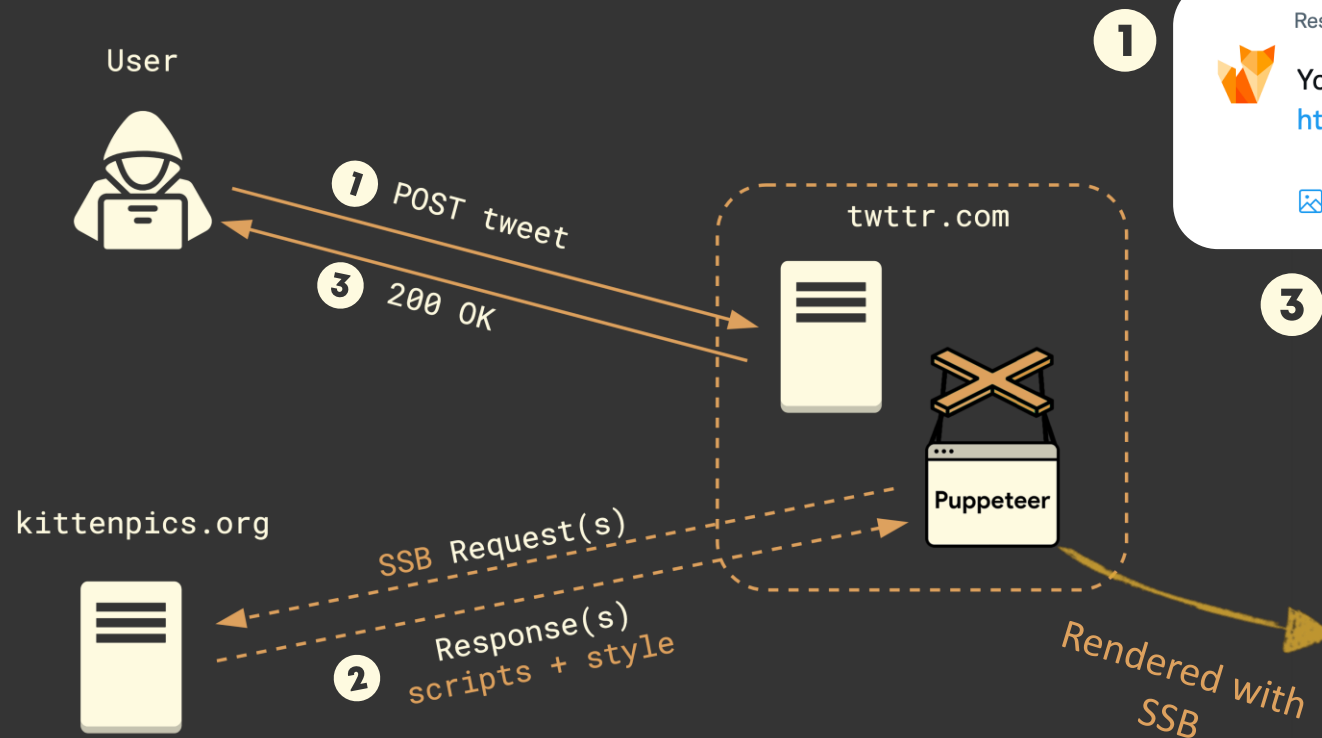 User
1 POST tweet
3 200 OK
twttr.com
Puppeteer
kittenpics.org
SSB Request(s)
Response(s)
2 scripts + style
Rendered with
SSB
1
3